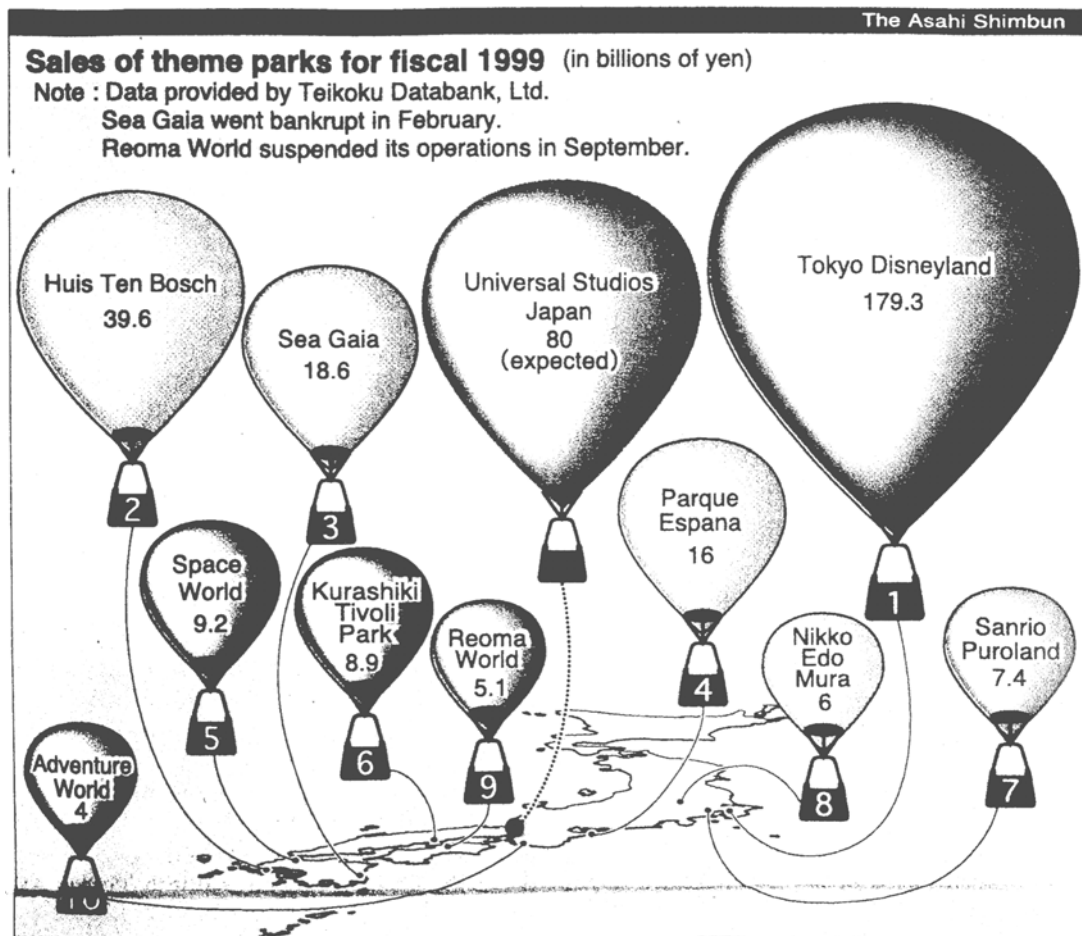 The Asahi Shimbun
Sales of theme parks for fiscal 1999 (in billions of yen)
Note : Data provided by Teikoku Databank, Ltd.
Sea Gaia went bankrupt in February.
Reoma World suspended its operations in September.
Huis Ten Bosch
39.6
2
Sea Gaia
18.6
3
Universal Studios
Japan
80
(expected)
Tokyo Disneyland
179.3
1
Space
World
9.2
5
Kurashiki
Tivoli
Park
8.9
6
Reoma
World
5.1
9
Parque
Espana
16
4
Nikko
Edo
Mura
6
8
Sanrio
Puroland
7.4
7
Adventure
World
4
10